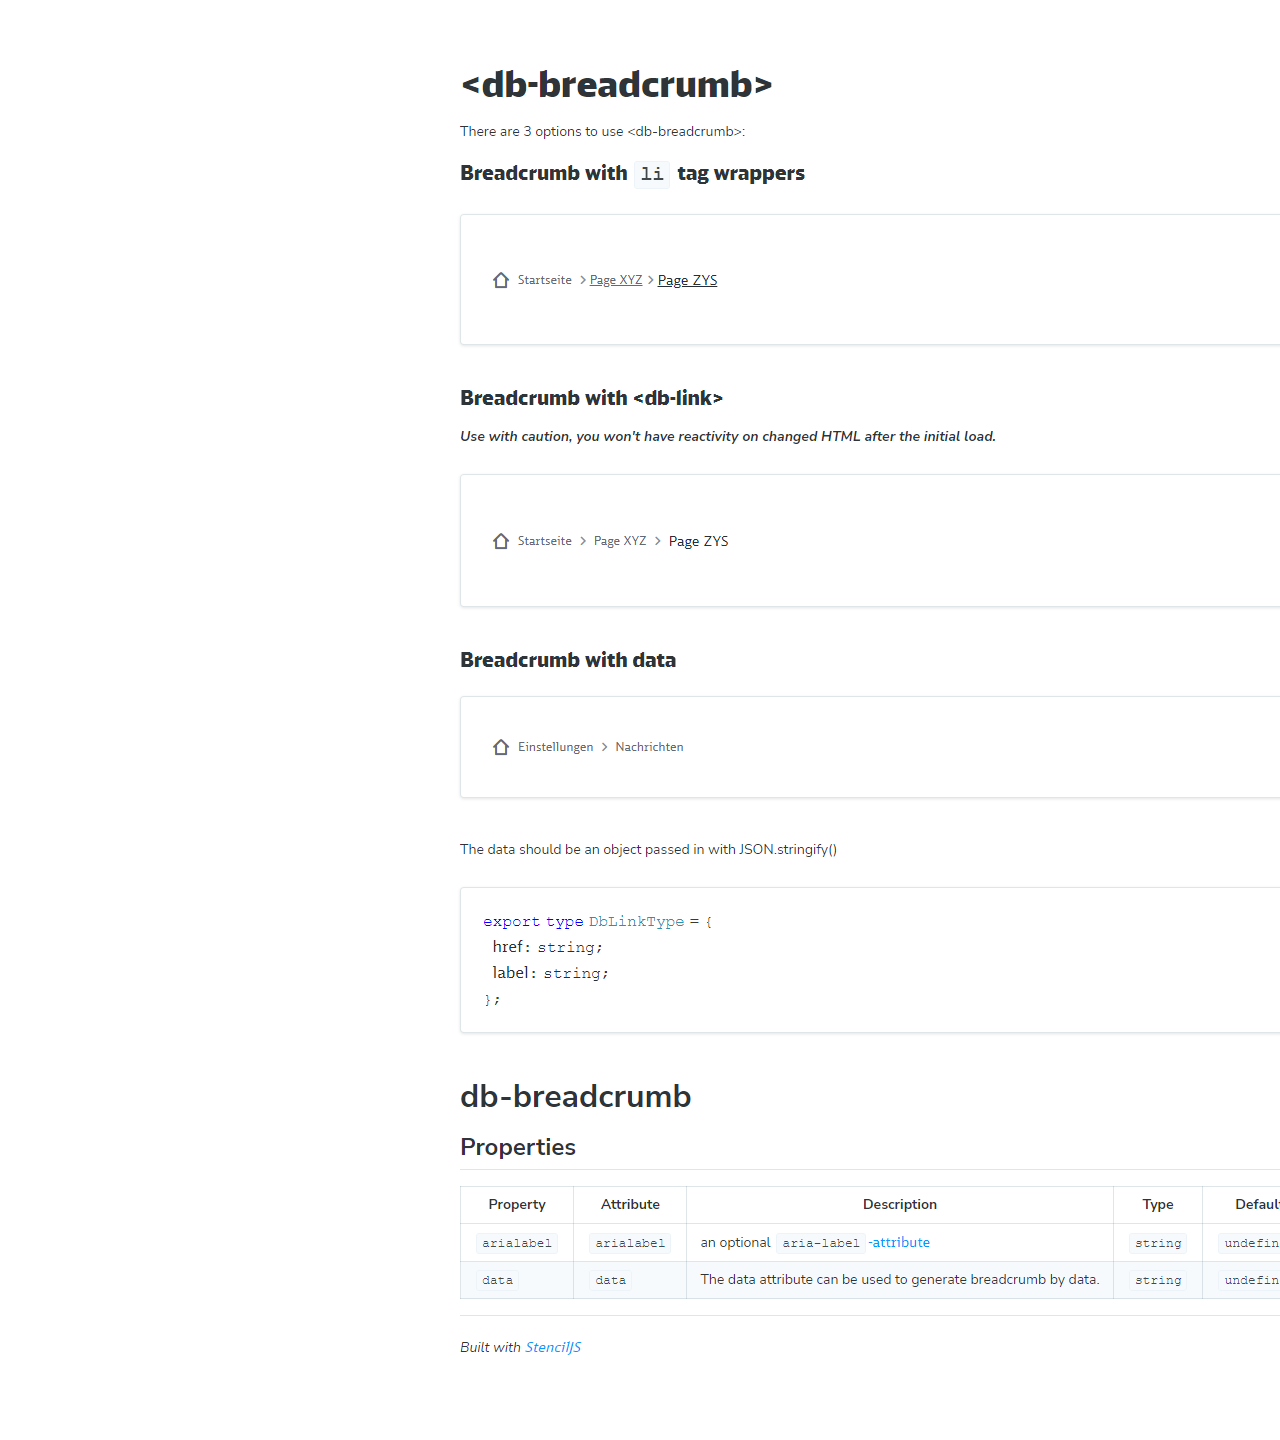 <db-breadcrumb>
There are 3 options to use <db-breadcrumb>:
Breadcrumb with li tag wrappers
Startseite Page XYZ Page ZYS
Breadcrumb with <db-link>
Use with caution, you won't have reactivity on changed HTML after the initial load.
Startseite Page XYZ Page ZYS
Breadcrumb with data
Einstellungen Nachrichten
The data should be an object passed in with JSON.stringify()
export type DbLinkType = {
href: string;
label: string;
};
db-breadcrumb
Properties
Property Attribute Description Type Default
arialabel arialabel an optional aria-label -attribute string undefin
data data The data attribute can be used to generate breadcrumb by data. string undefin
Built with StencilJS